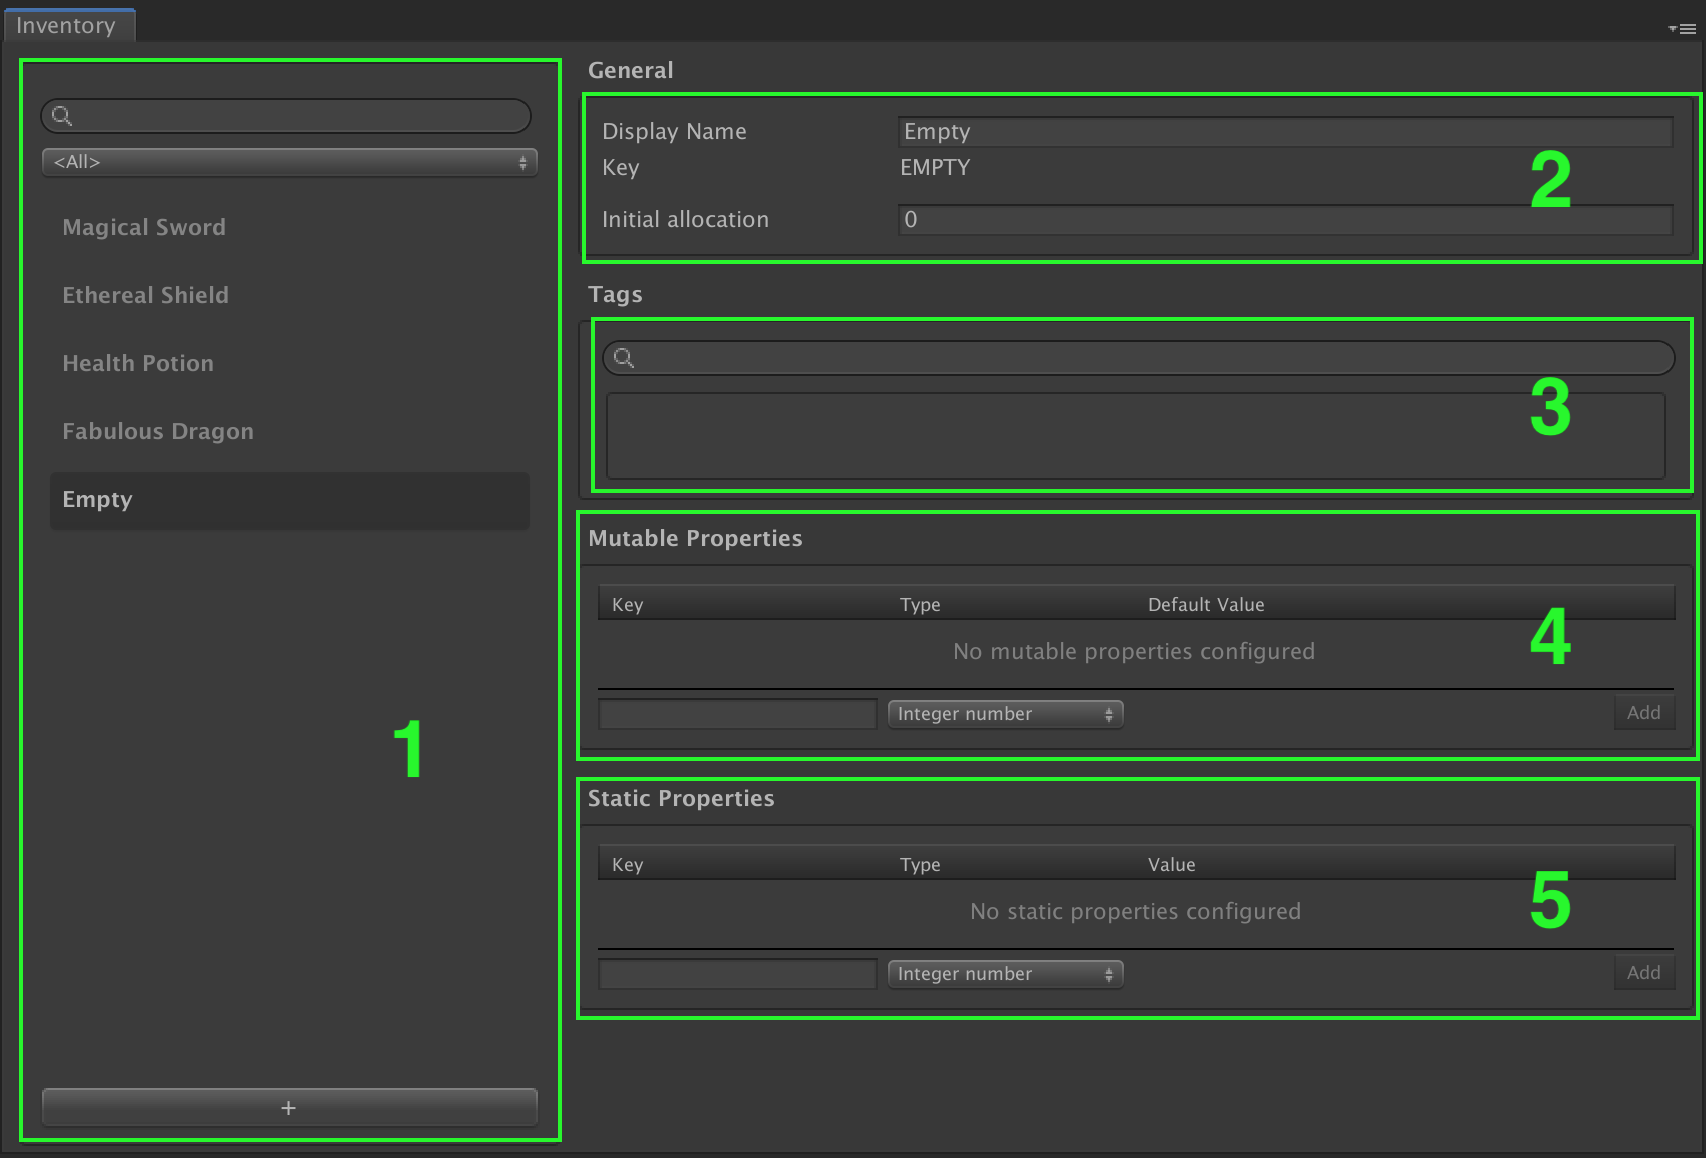 Inventory
<All>
Magical Sword
Ethereal Shield
Health Potion
Fabulous Dragon
Empty
1
+
General
Display Name Empty
Key EMPTY
Initial allocation 0
2
Tags
3
Mutable Properties
Key Type Default Value
No mutable properties configured
4
Integer number Add
Static Properties
Key Type Value
No static properties configured
5
Integer number Add